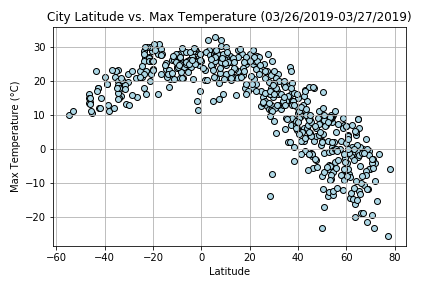 City Latitude vs. Max Temperature (03/26/2019-03/27/2019)
30
20
10
0
−10
−20
Max Temperature (°C)
−60 −40 −20 0 20 40 60 80
Latitude